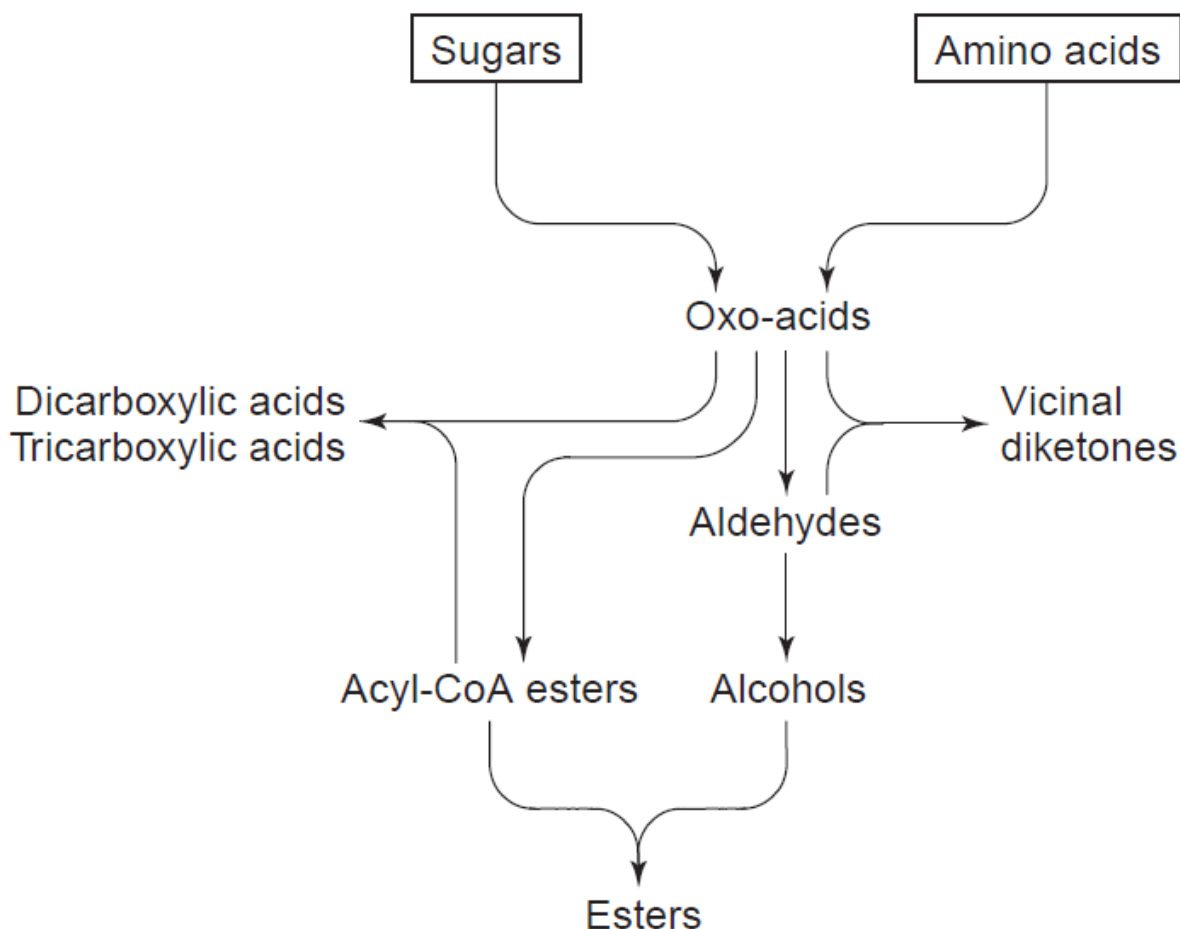 Sugars
Amino acids
Oxo-acids
Dicarboxylic acids
Tricarboxylic acids
Vicinal
diketones
Aldehydes
Acyl-CoA esters
Alcohols
Esters